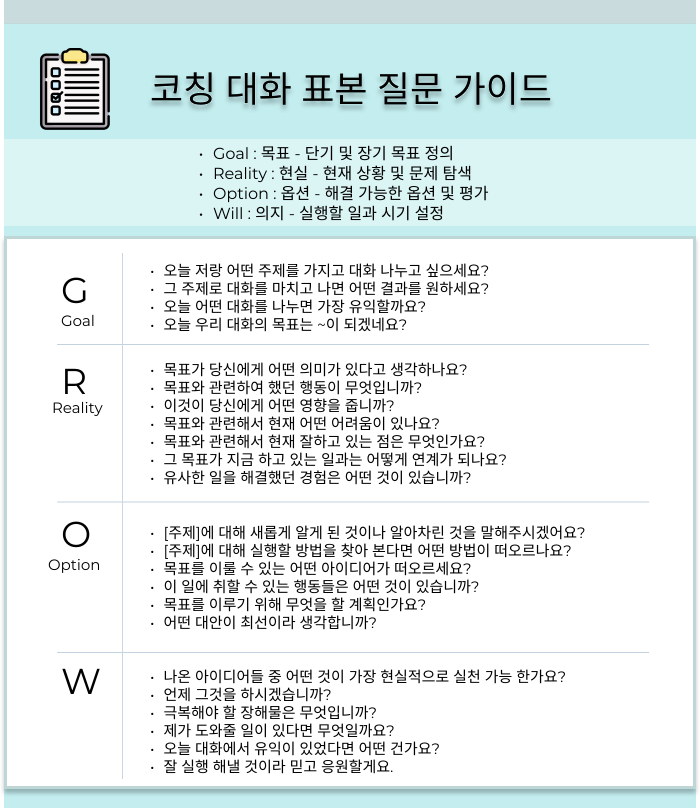 코칭 대화 표본 질문 가이드
• Goal : 목표 - 단기 및 장기 목표 정의
• Reality : 현실 - 현재 상황 및 문제 탐색
• Option : 옵션 - 해결 가능한 옵션 및 평가
• Will : 의지 - 실행할 일과 시기 설정
G
Goal
• 오늘 저랑 어떤 주제를 가지고 대화 나누고 싶으세요?
• 그 주제로 대화를 마치고 나면 어떤 결과를 원하세요?
• 오늘 어떤 대화를 나누면 가장 유익할까요?
• 오늘 우리 대화의 목표는 ~이 되겠네요?
R
Reality
• 목표가 당신에게 어떤 의미가 있다고 생각하나요?
• 목표와 관련하여 했던 행동이 무엇입니까?
• 이것이 당신에게 어떤 영향을 줍니까?
• 목표와 관련해서 현재 어떤 어려움이 있나요?
• 목표와 관련해서 현재 잘하고 있는 점은 무엇인가요?
• 그 목표가 지금 하고 있는 일과는 어떻게 연계가 되나요?
• 유사한 일을 해결했던 경험은 어떤 것이 있습니까?
O
Option
• [주제]에 대해 새롭게 알게 된 것이나 알아차린 것을 말해주시겠어요?
• [주제]에 대해 실행할 방법을 찾아 본다면 어떤 방법이 떠오르나요?
• 목표를 이룰 수 있는 어떤 아이디어가 떠오르세요?
• 이 일에 취할 수 있는 행동들은 어떤 것이 있습니까?
• 목표를 이루기 위해 무엇을 할 계획인가요?
• 어떤 대안이 최선이라 생각합니까?
W
• 나온 아이디어들 중 어떤 것이 가장 현실적으로 실천 가능 한가요?
• 언제 그것을 하시겠습니까?
• 극복해야 할 장해물은 무엇입니까?
• 제가 도와줄 일이 있다면 무엇일까요?
• 오늘 대화에서 유익이 있었다면 어떤 건가요?
• 잘 실행 해낼 것이라 믿고 응원할게요.